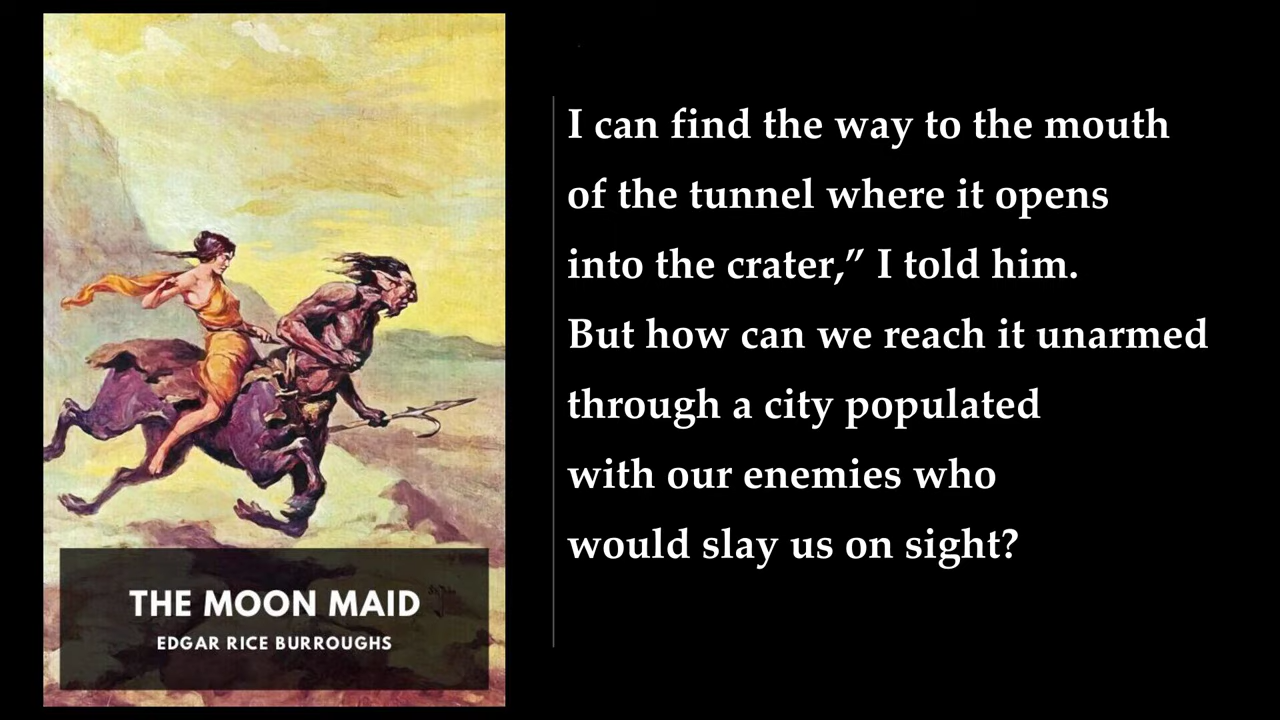 I can find the way to the mouth
of the tunnel where it opens
into the crater,” I told him.
But how can we reach it unarmed
through a city populated
with our enemies who
would slay us on sight?
THE MOON MAID
EDGAR RICE BURROUGHS